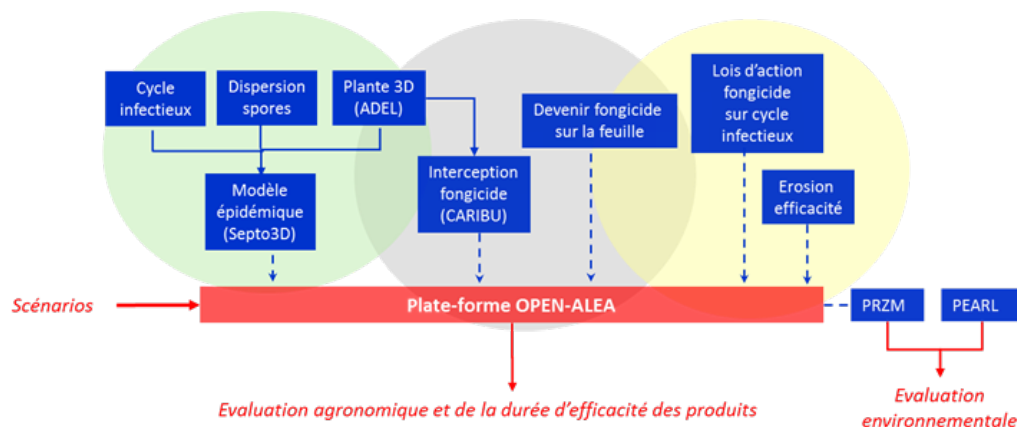 Cycle
infectieux
Dispersion
spores
Plante 3D
(ADEL)
Devenir fongicide
sur la feuille
Lois d'action
fongicide
sur cycle
infectieux
Modèle
épidémique
(Septo3D)
Interception
fongicide
(CARIBU)
Erosion
efficacité
Scénarios
Plate-forme OPEN-ALEA
PRZM
PEARL
Evaluation agronomique et de la durée d'efficacité des produits
Evaluation
environnementale